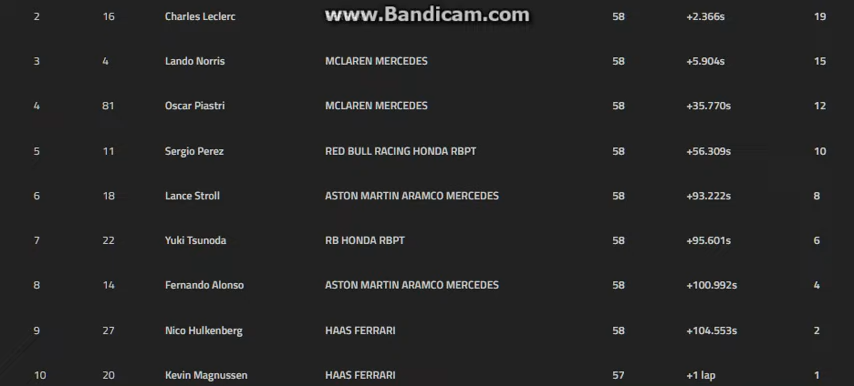 www.Bandicam.com
2 16 Charles Leclerc 58 +2.366s 19
3 4 Lando Norris MCLAREN MERCEDES 58 +5.904s 15
4 81 Oscar Piastri MCLAREN MERCEDES 58 +35.770s 12
5 11 Sergio Perez RED BULL RACING HONDA RBPT 58 +56.309s 10
6 18 Lance Stroll ASTON MARTIN ARAMCO MERCEDES 58 +93.222s 8
7 22 Yuki Tsunoda RB HONDA RBPT 58 +95.601s 6
8 14 Fernando Alonso ASTON MARTIN ARAMCO MERCEDES 58 +100.992s 4
9 27 Nico Hulkenberg HAAS FERRARI 58 +104.553s 2
10 20 Kevin Magnussen HAAS FERRARI 57 +1 lap 1